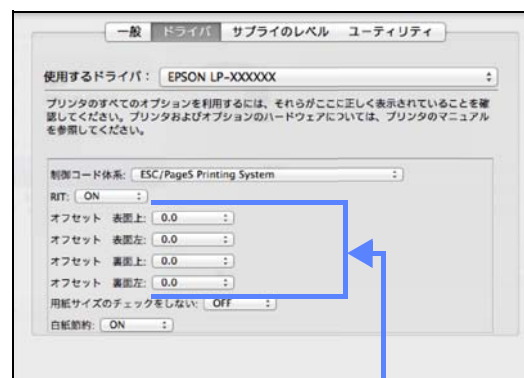 一般 ドライバ サプライのレベル ユーティリティ
使用するドライバ： EPSON LP-XXXXXX
プリンタのすべてのオプションを利用するには、それらがここに正しく表示されていることを確
認してください。プリンタおよびオプションのハードウェアについては、プリンタのマニュアル
を参照してください。
制御コード体系: ESC/PageS Printing System
RIT: ON
オフセット 表面上: 0.0
オフセット 表面左: 0.0
オフセット 裏面上: 0.0
オフセット 裏面左: 0.0
用紙サイズのチェックをしない: OFF
白紙節約: ON